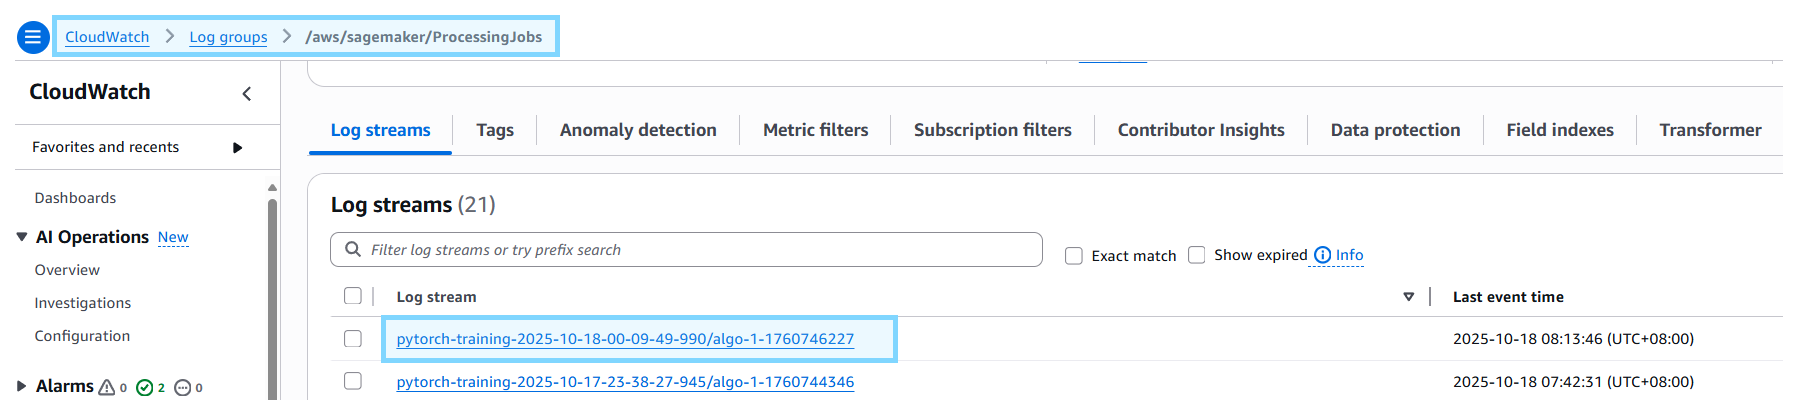 CloudWatch > Log groups > /aws/sagemaker/ProcessingJobs
CloudWatch
Favorites and recents
Dashboards
AI Operations New
Overview
Investigations
Configuration
Alarms 0 2 0
Log streams Tags Anomaly detection Metric filters Subscription filters Contributor Insights Data protection Field indexes Transformer
Log streams (21)
Filter log streams or try prefix search
Exact match Show expired Info
Log stream Last event time
pytorch-training-2025-10-18-00-09-49-990/algo-1-1760746227 2025-10-18 08:13:46 (UTC+08:00)
pytorch-training-2025-10-17-23-38-27-945/algo-1-1760744346 2025-10-18 07:42:31 (UTC+08:00)